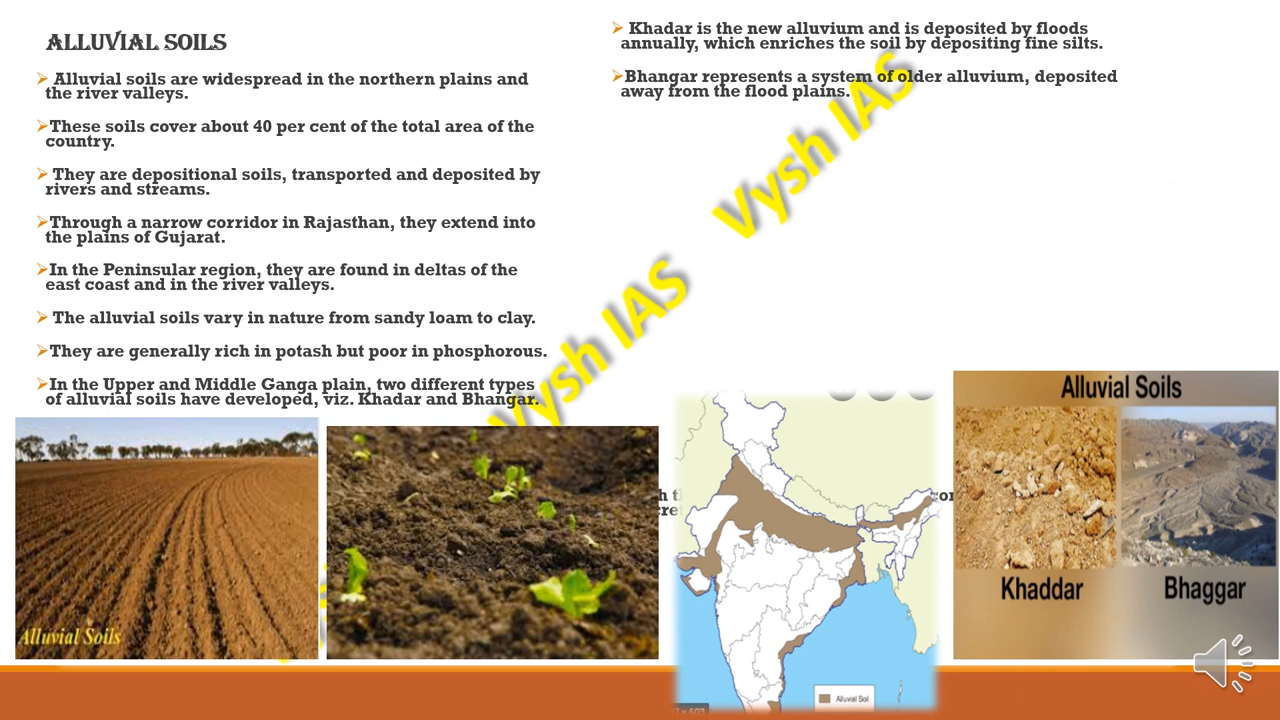 ALLUVIAL SOILS
Alluvial soils are widespread in the northern plains and
the river valleys.
These soils cover about 40 per cent of the total area of the
country.
They are depositional soils, transported and deposited by
rivers and streams.
Through a narrow corridor in Rajasthan, they extend into
the plains of Gujarat.
In the Peninsular region, they are found in deltas of the
east coast and in the river valleys.
The alluvial soils vary in nature from sandy loam to clay.
They are generally rich in potash but poor in phosphorous.
In the Upper and Middle Ganga plain, two different types
of alluvial soils have developed, viz. Khadar and Bhangar.
Khadar is the new alluvium and is deposited by floods
annually, which enriches the soil by depositing fine silts.
Bhangar represents a system of older alluvium, deposited
away from the flood plains.
Vysh IAS
Vysh IAS
Alluvial Soils
Alluvial Soil
Alluvial Soils
Khaddar
Bhaggar